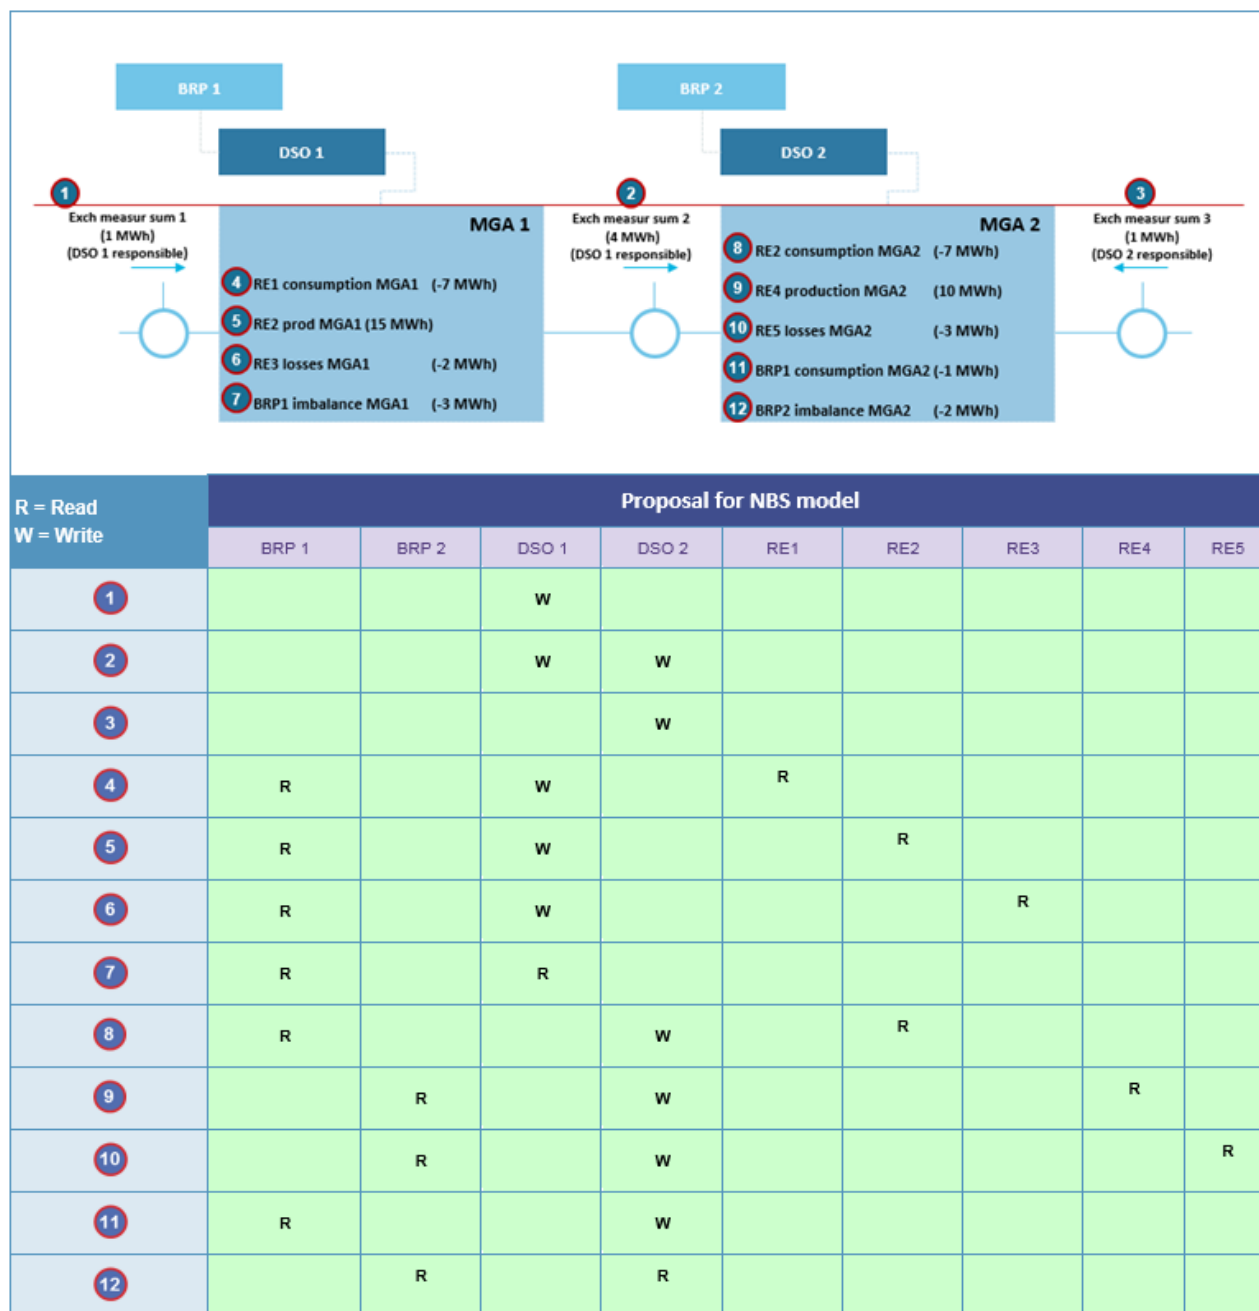 BRP 1
BRP 2
DSO 1
DSO 2
1
2
3
Exch measur sum 1
(1 MWh)
(DSO 1 responsible)
MGA 1
4 RE1 consumption MGA1 (-7 MWh)
5 RE2 prod MGA1 (15 MWh)
6 RE3 losses MGA1 (-2 MWh)
7 BRP1 imbalance MGA1 (-3 MWh)
Exch measur sum 2
(4 MWh)
(DSO 1 responsible)
MGA 2
8 RE2 consumption MGA2 (-7 MWh)
9 RE4 production MGA2 (10 MWh)
10 RE5 losses MGA2 (-3 MWh)
11 BRP1 consumption MGA2 (-1 MWh)
12 BRP2 imbalance MGA2 (-2 MWh)
Exch measur sum 3
(1 MWh)
(DSO 2 responsible)
R = Read
W = Write
Proposal for NBS model
BRP 1 BRP 2 DSO 1 DSO 2 RE1 RE2 RE3 RE4 RE5
1 W
2 W W
3 W
4 R W R
5 R W R
6 R W R
7 R R
8 R W R
9 R W R
10 R W R
11 R W
12 R R